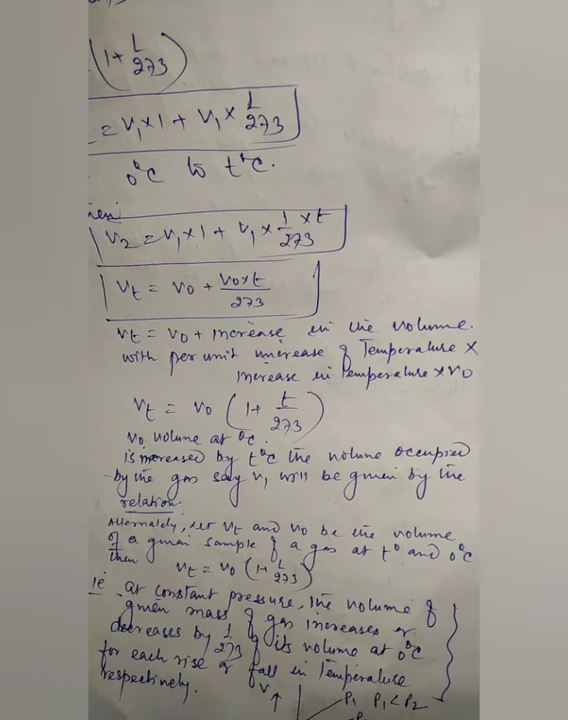 (1 + 1/273)
= V1 x 1 + V1 x 1/273
0°C to t°C.
V2 = V1 x 1 + V1 x 1/273 x t
Vt = V0 + V0xt/273
Vt = V0 + increase in the volume.
with per unit increase of Temperature x
increase in temperature x V0
Vt = V0 (1 + t/273)
V0 volume at 0°C.
is increased by t°C the volume occupied
by the gas say V1 will be given by the
relation.
Alternately, let Vt and V0 be the volume
of a given sample of a gas at t° and 0°C
then
Vt = V0 (1 + t/273)
ie At constant pressure, the volume of
given mass of gas increases or
decreases by 1/273 of its volume at 0°C
for each rise or fall in Temperature
respectively.
V↑ P1 P1 < P2